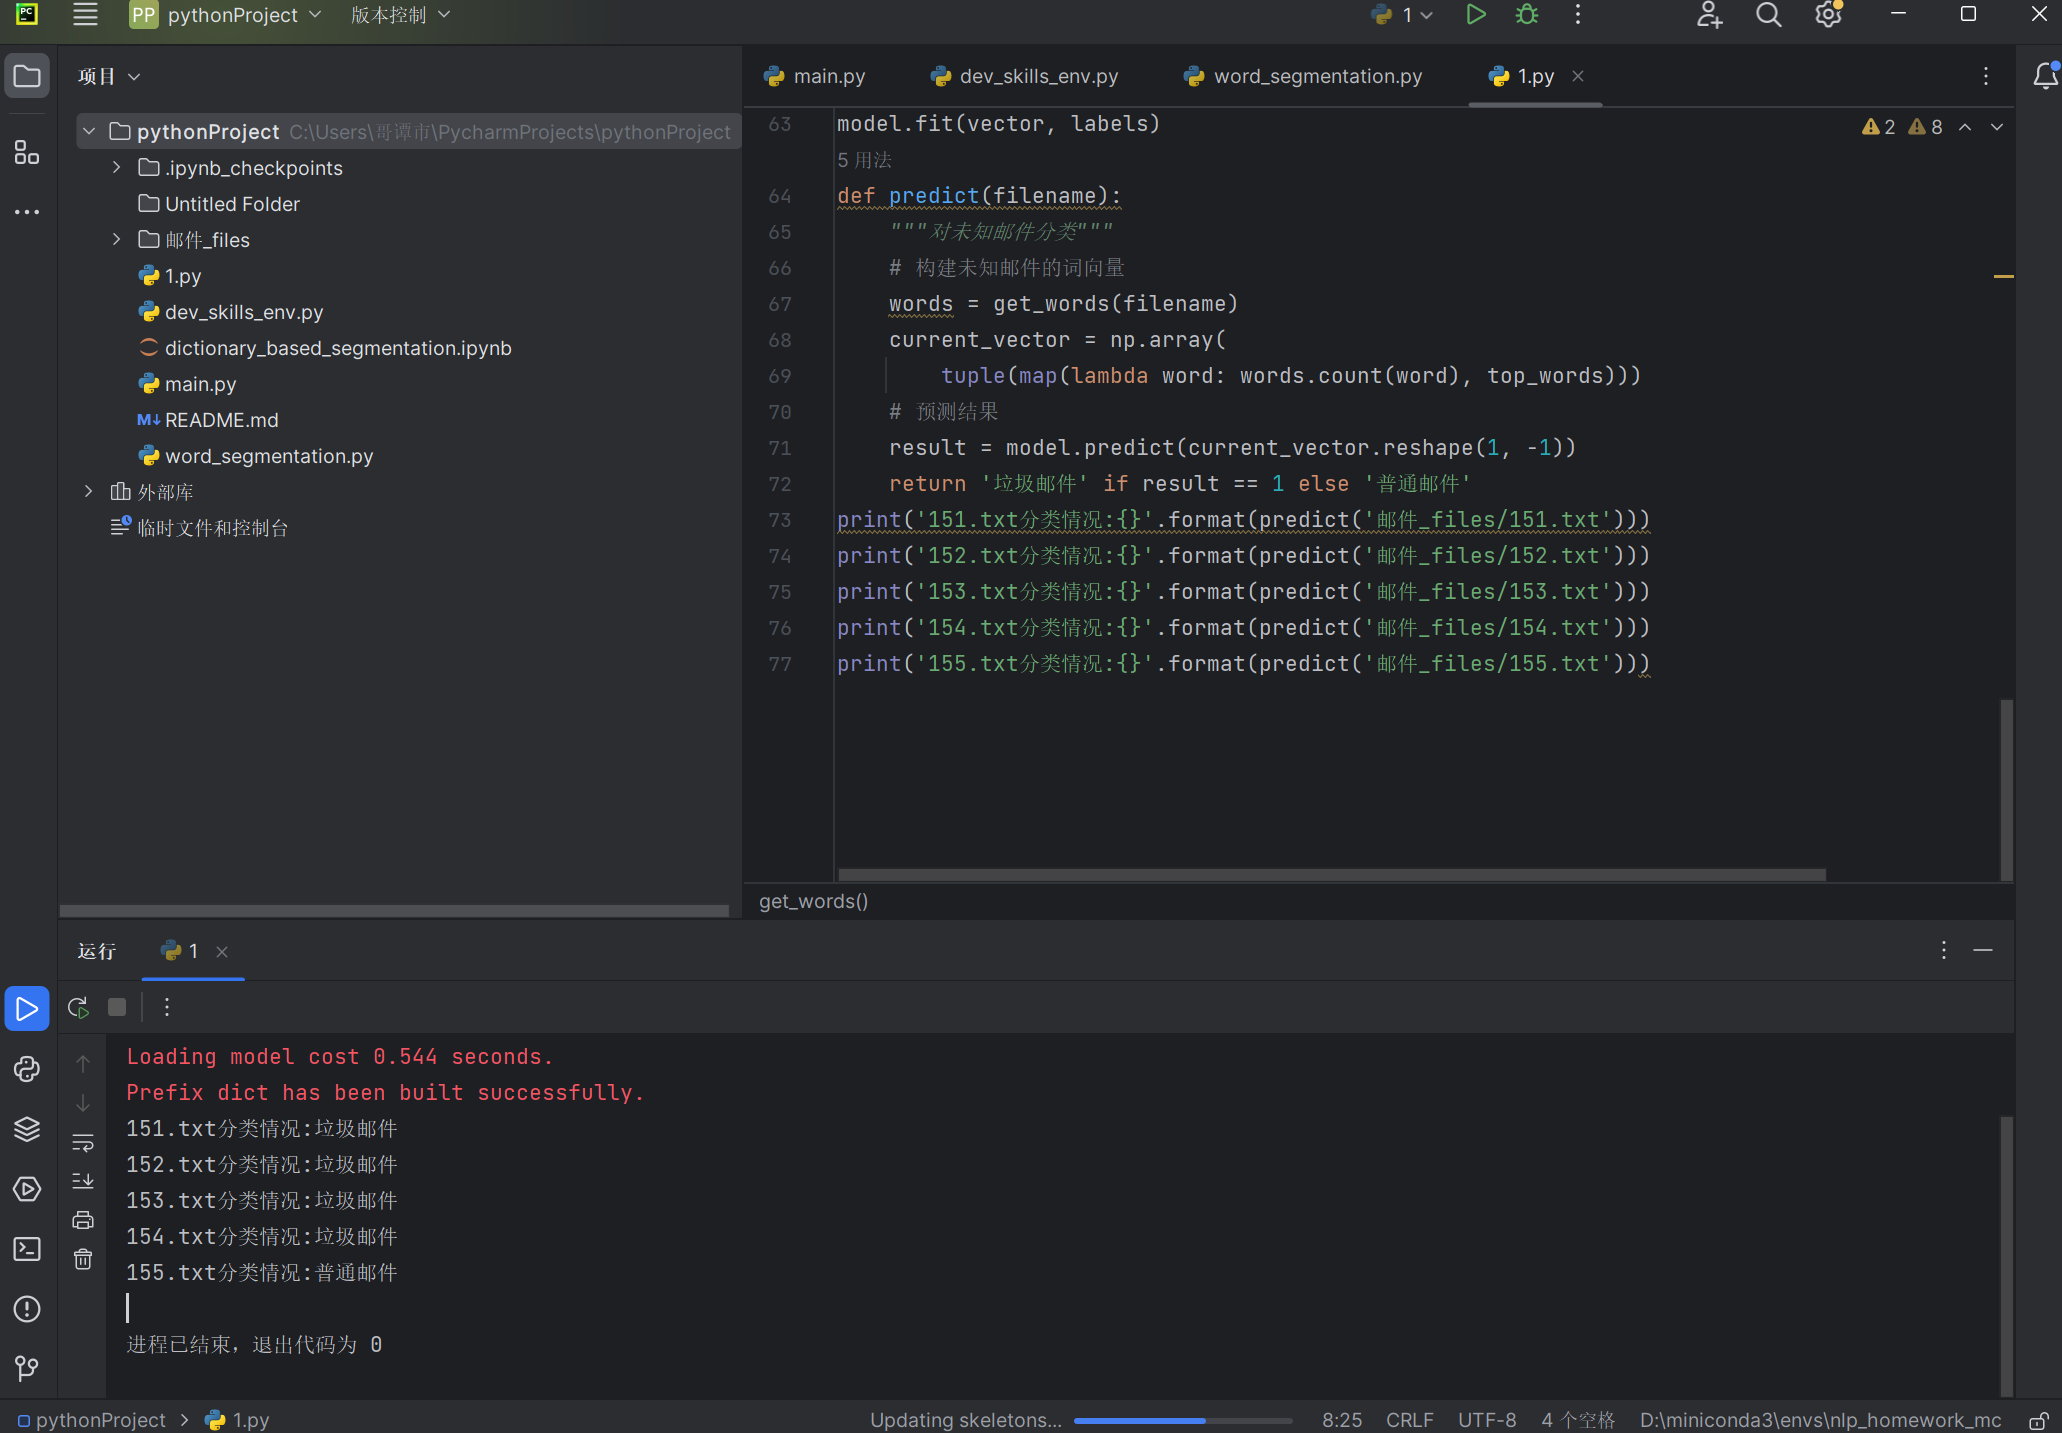 PC
PP pythonProject
版本控制
1
项目
main.py
dev_skills_env.py
word_segmentation.py
1.py
pythonProject C:\Users\哥谭市\PycharmProjects\pythonProject
.ipynb_checkpoints
Untitled Folder
邮件_files
1.py
dev_skills_env.py
dictionary_based_segmentation.ipynb
main.py
M↓ README.md
word_segmentation.py
外部库
临时文件和控制台
2 8
63 model.fit(vector, labels)
5 用法
64 def predict(filename):
65 """对未知邮件分类"""
66 # 构建未知邮件的词向量
67 words = get_words(filename)
68 current_vector = np.array(
69 tuple(map(lambda word: words.count(word), top_words)))
70 # 预测结果
71 result = model.predict(current_vector.reshape(1, -1))
72 return '垃圾邮件' if result == 1 else '普通邮件'
73 print('151.txt分类情况:{}'.format(predict('邮件_files/151.txt')))
74 print('152.txt分类情况:{}'.format(predict('邮件_files/152.txt')))
75 print('153.txt分类情况:{}'.format(predict('邮件_files/153.txt')))
76 print('154.txt分类情况:{}'.format(predict('邮件_files/154.txt')))
77 print('155.txt分类情况:{}'.format(predict('邮件_files/155.txt')))
get_words()
运行
1
Loading model cost 0.544 seconds.
Prefix dict has been built successfully.
151.txt分类情况:垃圾邮件
152.txt分类情况:垃圾邮件
153.txt分类情况:垃圾邮件
154.txt分类情况:垃圾邮件
155.txt分类情况:普通邮件
进程已结束，退出代码为 0
pythonProject
1.py
Updating skeletons...
8:25
CRLF
UTF-8
4 个空格
D:\miniconda3\envs\nlp_homework_mc